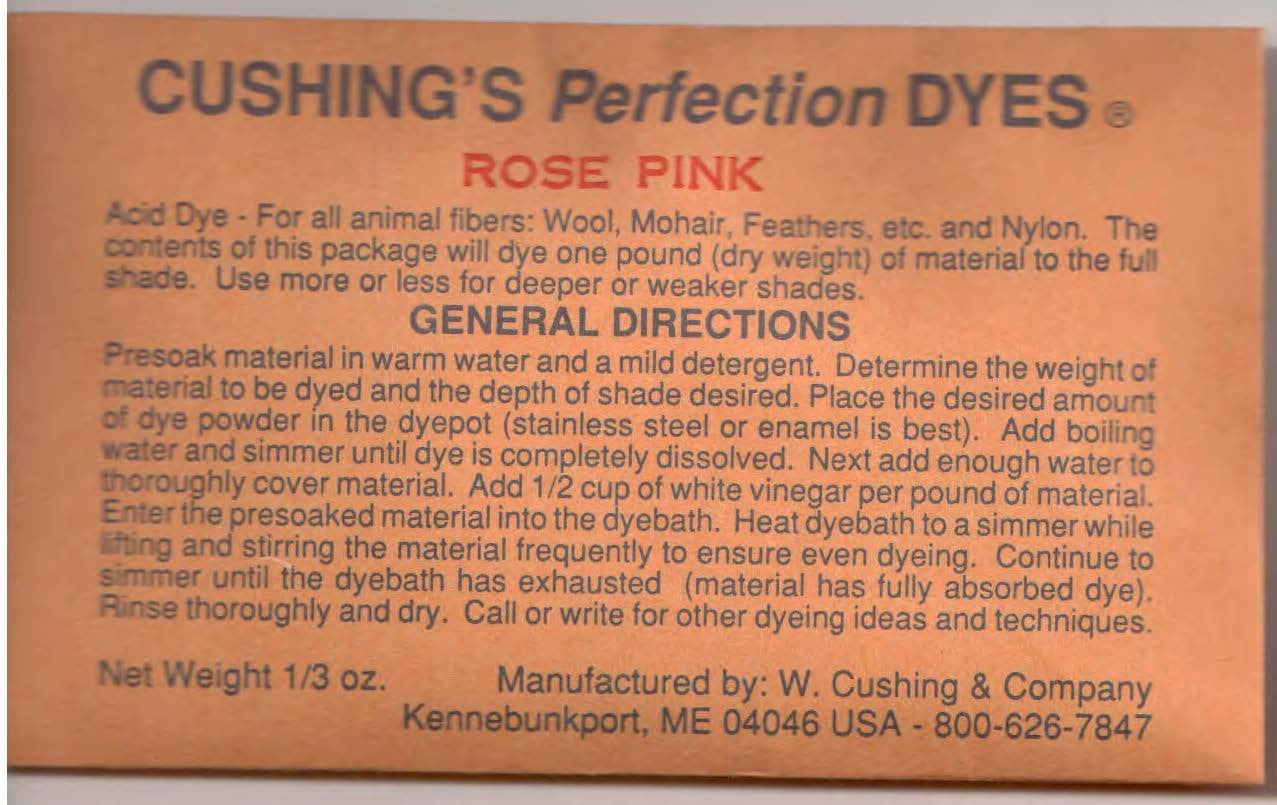 CUSHING'S Perfection DYES ®
ROSE PINK
Acid Dye - For all animal fibers: Wool, Mohair, Feathers, etc. and Nylon. The
contents of this package will dye one pound (dry weight) of material to the full
shade. Use more or less for deeper or weaker shades.
GENERAL DIRECTIONS
Presoak material in warm water and a mild detergent. Determine the weight of
material to be dyed and the depth of shade desired. Place the desired amount
of dye powder in the dyepot (stainless steel or enamel is best). Add boiling
water and simmer until dye is completely dissolved. Next add enough water to
thoroughly cover material. Add 1/2 cup of white vinegar per pound of material.
Enter the presoaked material into the dyebath. Heat dyebath to a simmer while
lifting and stirring the material frequently to ensure even dyeing. Continue to
simmer until the dyebath has exhausted (material has fully absorbed dye).
Rinse thoroughly and dry. Call or write for other dyeing ideas and techniques.
Net Weight 1/3 oz. Manufactured by: W. Cushing & Company
Kennebunkport, ME 04046 USA - 800-626-7847